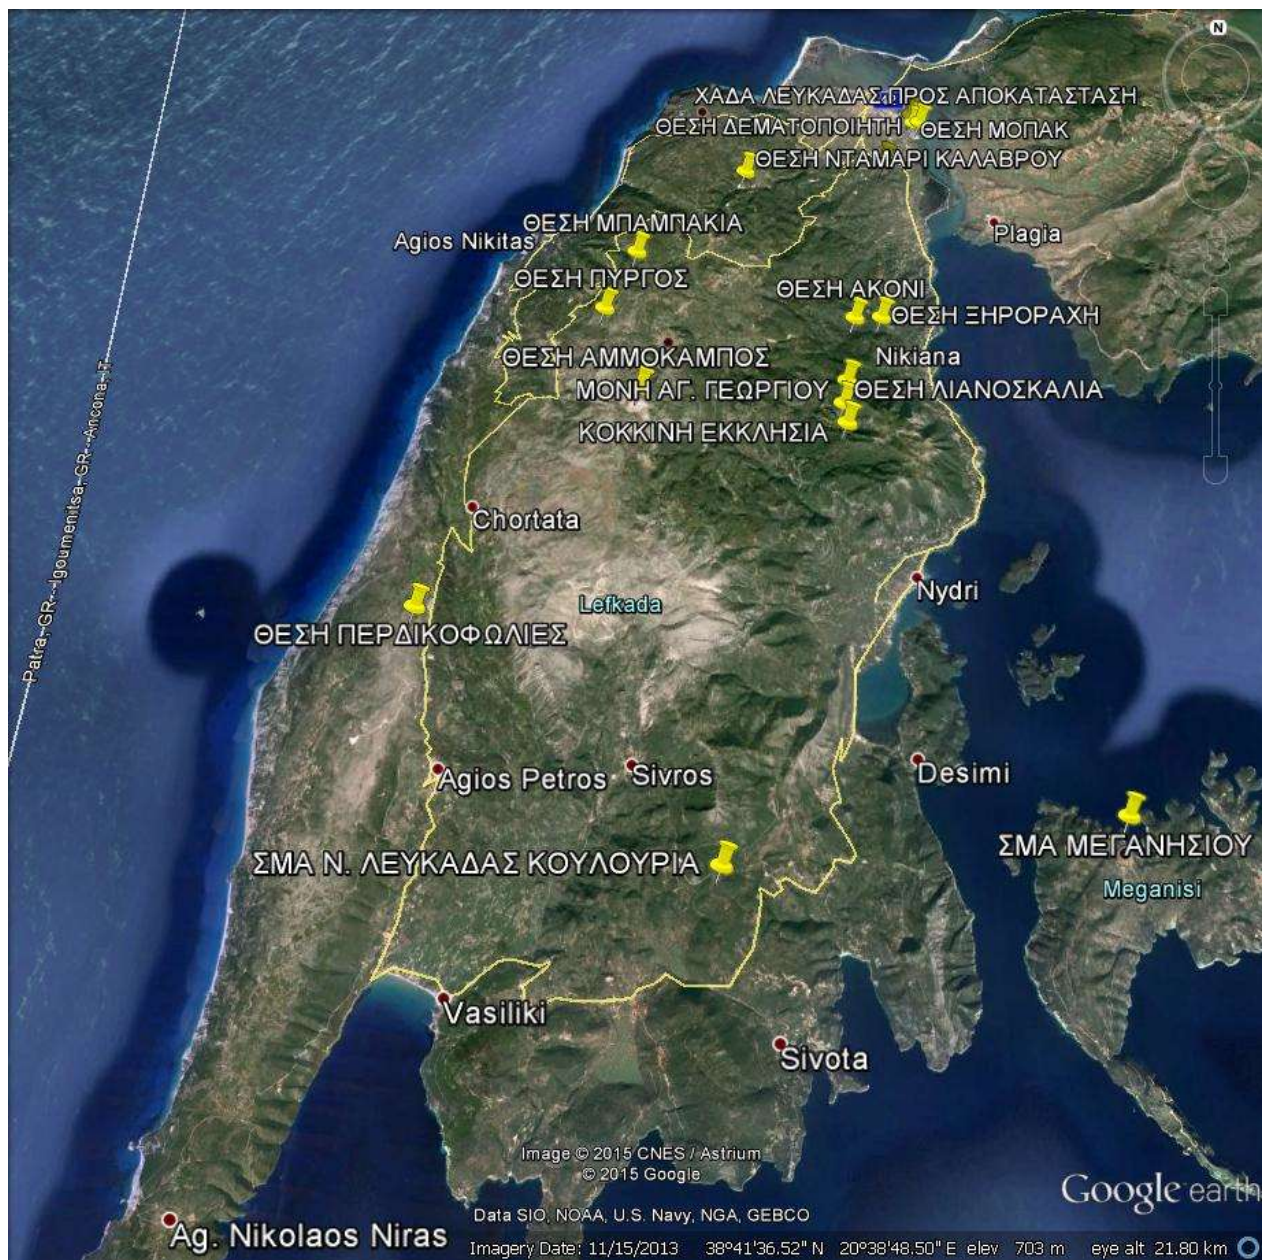 N
ΧΑΔΑ ΛΕΥΚΑΔΑΣ ΠΡΟΣ ΑΠΟΚΑΤΑΣΤΑΣΗ
ΘΕΣΗ ΔΕΜΑΤΟΠΟΙΗΤΗ
ΘΕΣΗ ΜΟΠΑΚ
ΘΕΣΗ ΝΤΑΜΑΡΙ ΚΑΛΑΒΡΟΥ
ΘΕΣΗ ΜΠΑΜΠΑΚΙΑ
Agios Nikitas
Plagia
ΘΕΣΗ ΠΥΡΓΟΣ
ΘΕΣΗ ΑΚΟΝΙ
ΘΕΣΗ ΞΗΡΟΡΑΧΗ
ΘΕΣΗ ΑΜΜΟΚΑΜΠΟΣ
Nikiana
ΜΟΝΗ ΑΓ. ΓΕΩΡΓΙΟΥ
ΘΕΣΗ ΛΙΑΝΟΣΚΑΛΙΑ
ΚΟΚΚΙΝΗ ΕΚΚΛΗΣΙΑ
Patra, GR---Igoumenitsa, GR---Ancona, IT
Chortata
Nydri
Lefkada
ΘΕΣΗ ΠΕΡΔΙΚΟΦΩΛΙΕΣ
Agios Petros
Sivros
Desimi
ΣΜΑ Ν. ΛΕΥΚΑΔΑΣ ΚΟΥΛΟΥΡΙΑ
ΣΜΑ ΜΕΓΑΝΗΣΙΟΥ
Meganisi
Vasiliki
Sivota
Image © 2015 CNES / Astrium
© 2015 Google
Google earth
Data SIO, NOAA, U.S. Navy, NGA, GEBCO
Ag. Nikolaos Niras
Imagery Date: 11/15/2013 38°41'36.52" N 20°38'48.50" E elev 703 m eye alt 21.80 km